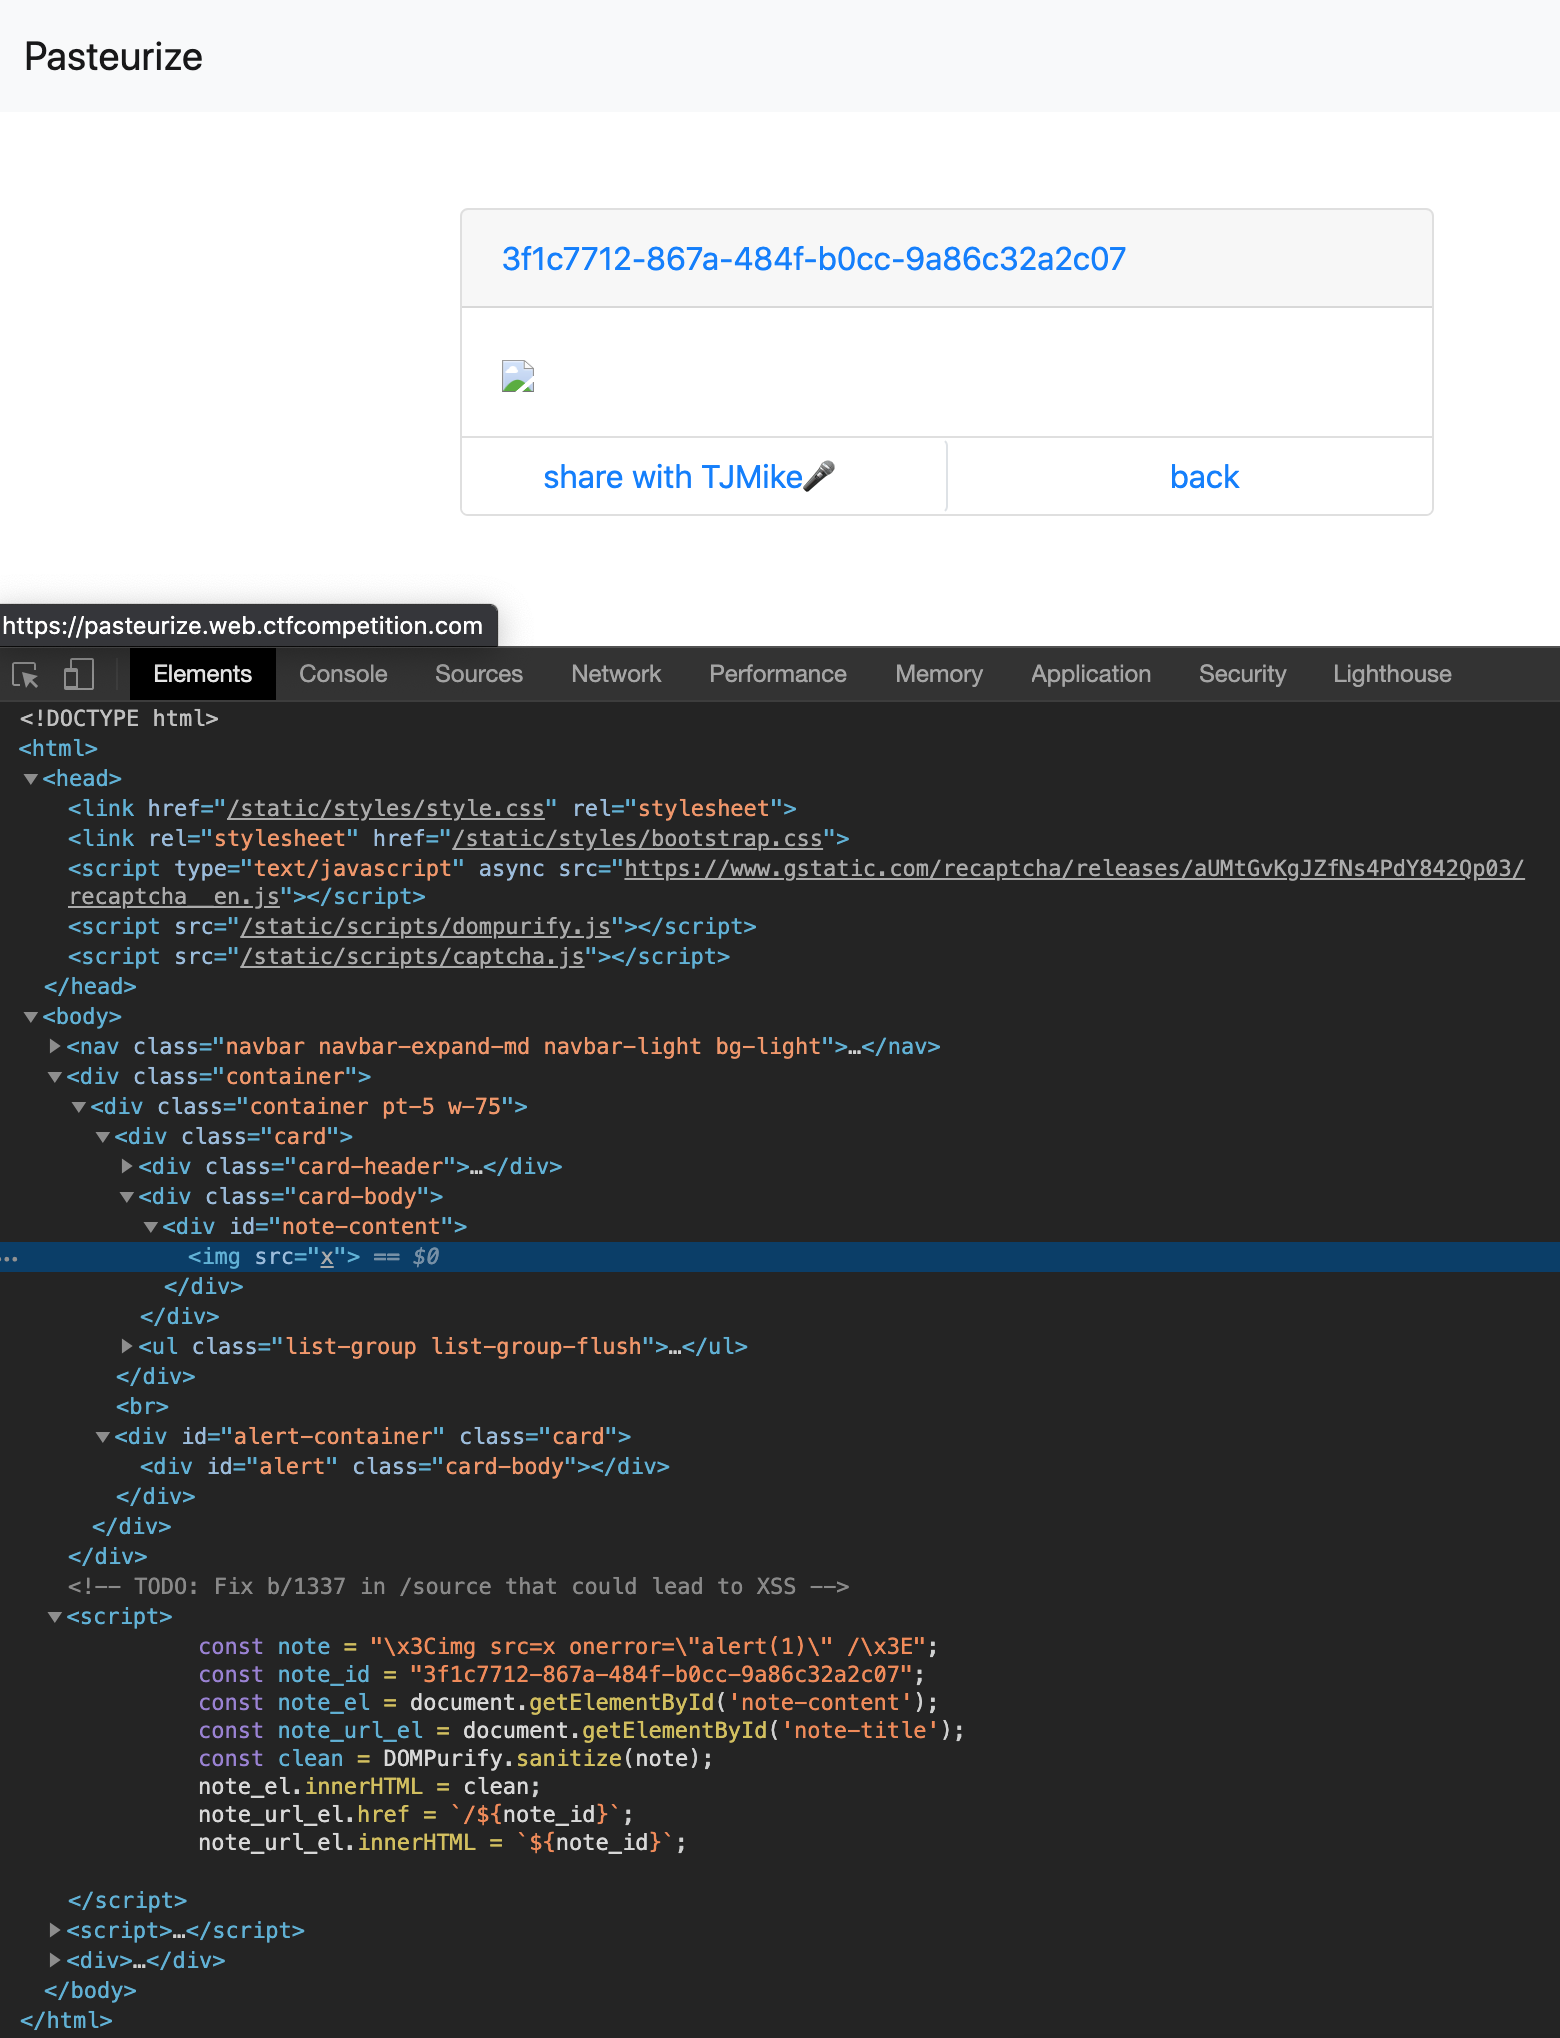 Pasteurize
3f1c7712-867a-484f-b0cc-9a86c32a2c07
share with TJMike🎤
back
https://pasteurize.web.ctfcompetition.com
Elements Console Sources Network Performance Memory Application Security Lighthouse
<!DOCTYPE html>
<html>
<head>
<link href="/static/styles/style.css" rel="stylesheet">
<link rel="stylesheet" href="/static/styles/bootstrap.css">
<script type="text/javascript" async src="https://www.gstatic.com/recaptcha/releases/aUMtGvKgJZfNs4PdY842Qp03/
recaptcha__en.js"></script>
<script src="/static/scripts/dompurify.js"></script>
<script src="/static/scripts/captcha.js"></script>
</head>
<body>
<nav class="navbar navbar-expand-md navbar-light bg-light">…</nav>
<div class="container">
<div class="container pt-5 w-75">
<div class="card">
<div class="card-header">…</div>
<div class="card-body">
<div id="note-content">
<img src="x"> == $0
</div>
</div>
<ul class="list-group list-group-flush">…</ul>
</div>
<br>
<div id="alert-container" class="card">
<div id="alert" class="card-body"></div>
</div>
</div>
</div>
<!-- TODO: Fix b/1337 in /source that could lead to XSS -->
<script>
const note = "\x3Cimg src=x onerror=\"alert(1)\" /\x3E";
const note_id = "3f1c7712-867a-484f-b0cc-9a86c32a2c07";
const note_el = document.getElementById('note-content');
const note_url_el = document.getElementById('note-title');
const clean = DOMPurify.sanitize(note);
note_el.innerHTML = clean;
note_url_el.href = `/${note_id}`;
note_url_el.innerHTML = `${note_id}`;
</script>
<script>…</script>
<div>…</div>
</body>
</html>